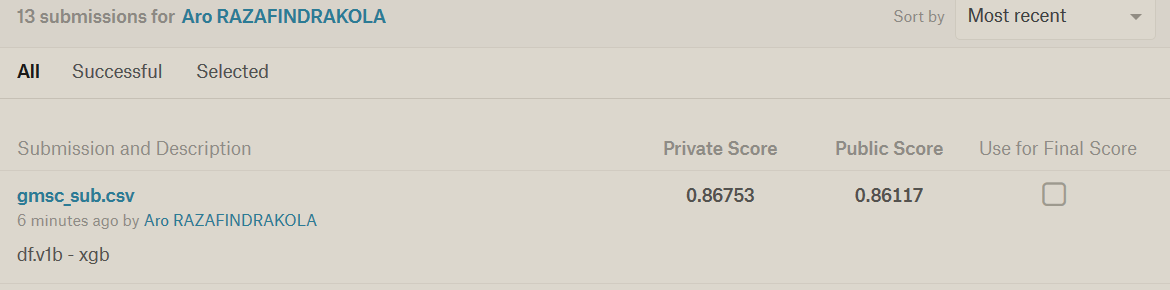 13 submissions for Aro RAZAFINDRAKOLA
Sort by Most recent
All Successful Selected
Submission and Description Private Score Public Score Use for Final Score
gmsc_sub.csv 0.86753 0.86117
6 minutes ago by Aro RAZAFINDRAKOLA
df.v1b - xgb